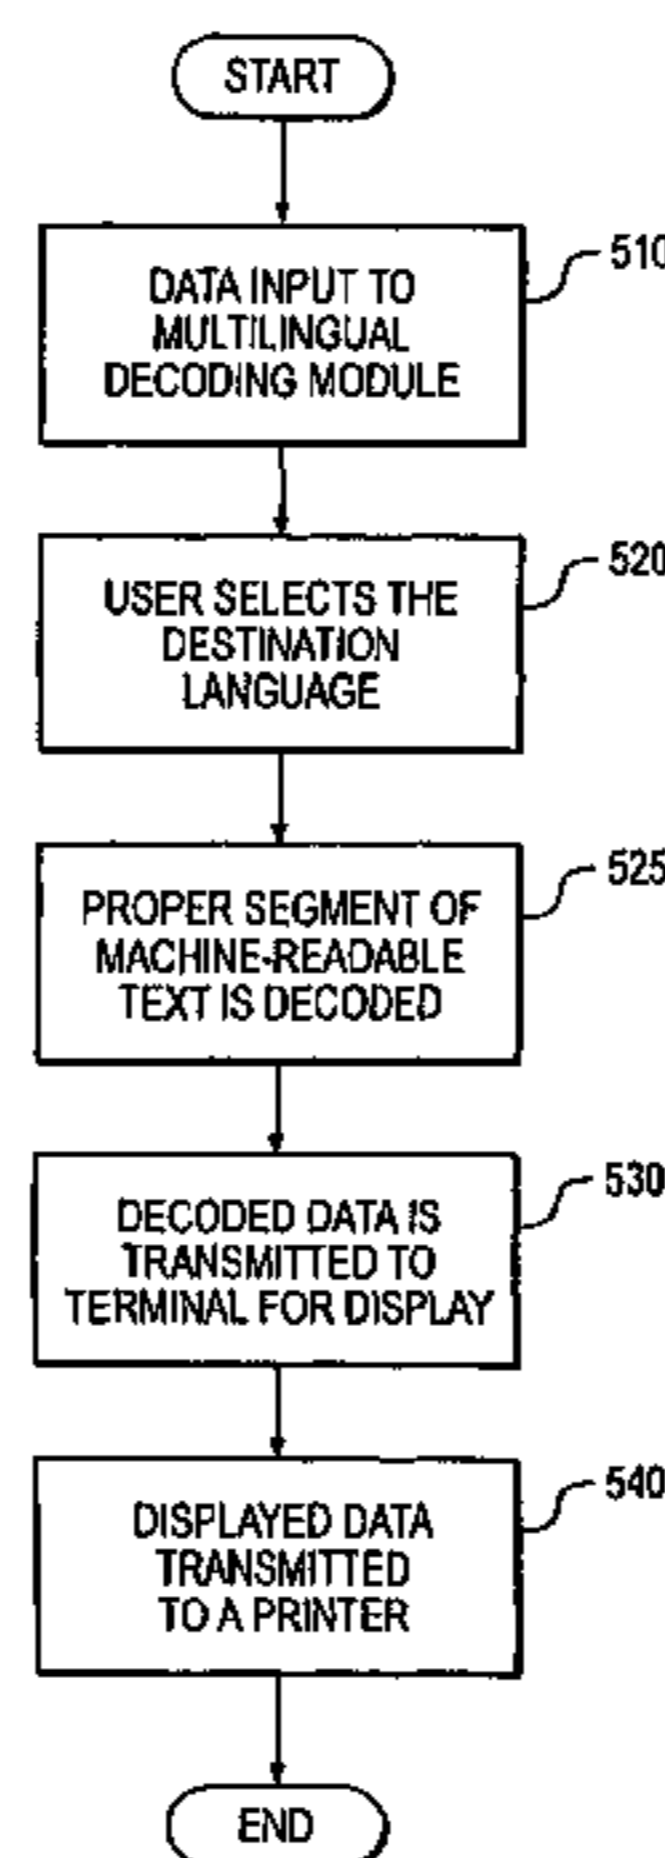 START
DATA INPUT TO
MULTILINGUAL
DECODING MODULE
510
USER SELECTS THE
DESTINATION
LANGUAGE
520
PROPER SEGMENT OF
MACHINE-READABLE
TEXT IS DECODED
525
DECODED DATA IS
TRANSMITTED TO
TERMINAL FOR DISPLAY
530
DISPLAYED DATA
TRANSMITTED
TO A PRINTER
540
END